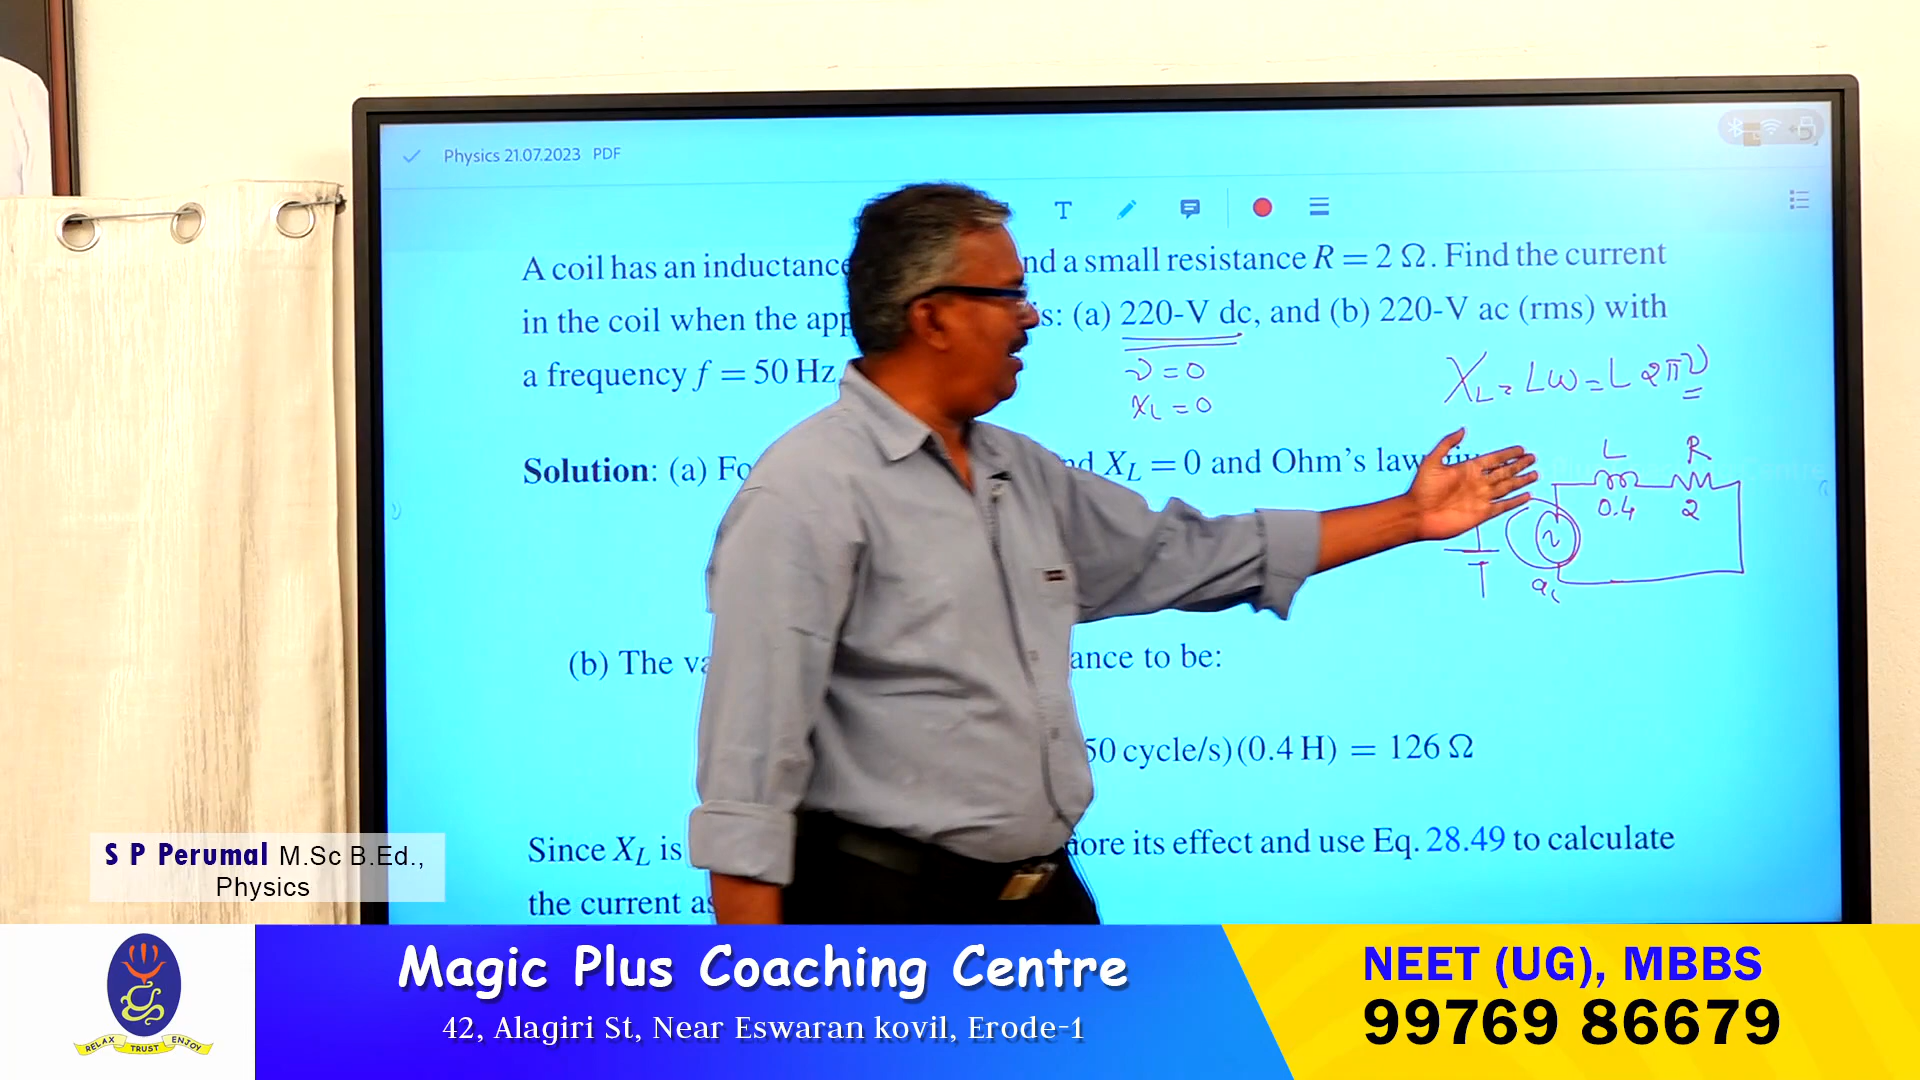 Physics 21.07.2023 PDF
T
A coil has an inductance nd a small resistance R = 2 Ω. Find the current
in the coil when the app s: (a) 220-V dc, and (b) 220-V ac (rms) with
a frequency f = 50 Hz
ν = 0
X_L = 0
X_L = Lω = L 2πν
Solution: (a) Fo nd X_L = 0 and Ohm's law giv
L R
0.4 2
ac
(b) The va ance to be:
50 cycle/s)(0.4 H) = 126 Ω
Since X_L is nore its effect and use Eq. 28.49 to calculate
the current as
S P Perumal M.Sc B.Ed.,
Physics
RELAX TRUST ENJOY
Magic Plus Coaching Centre
42, Alagiri St, Near Eswaran kovil, Erode-1
NEET (UG), MBBS
99769 86679